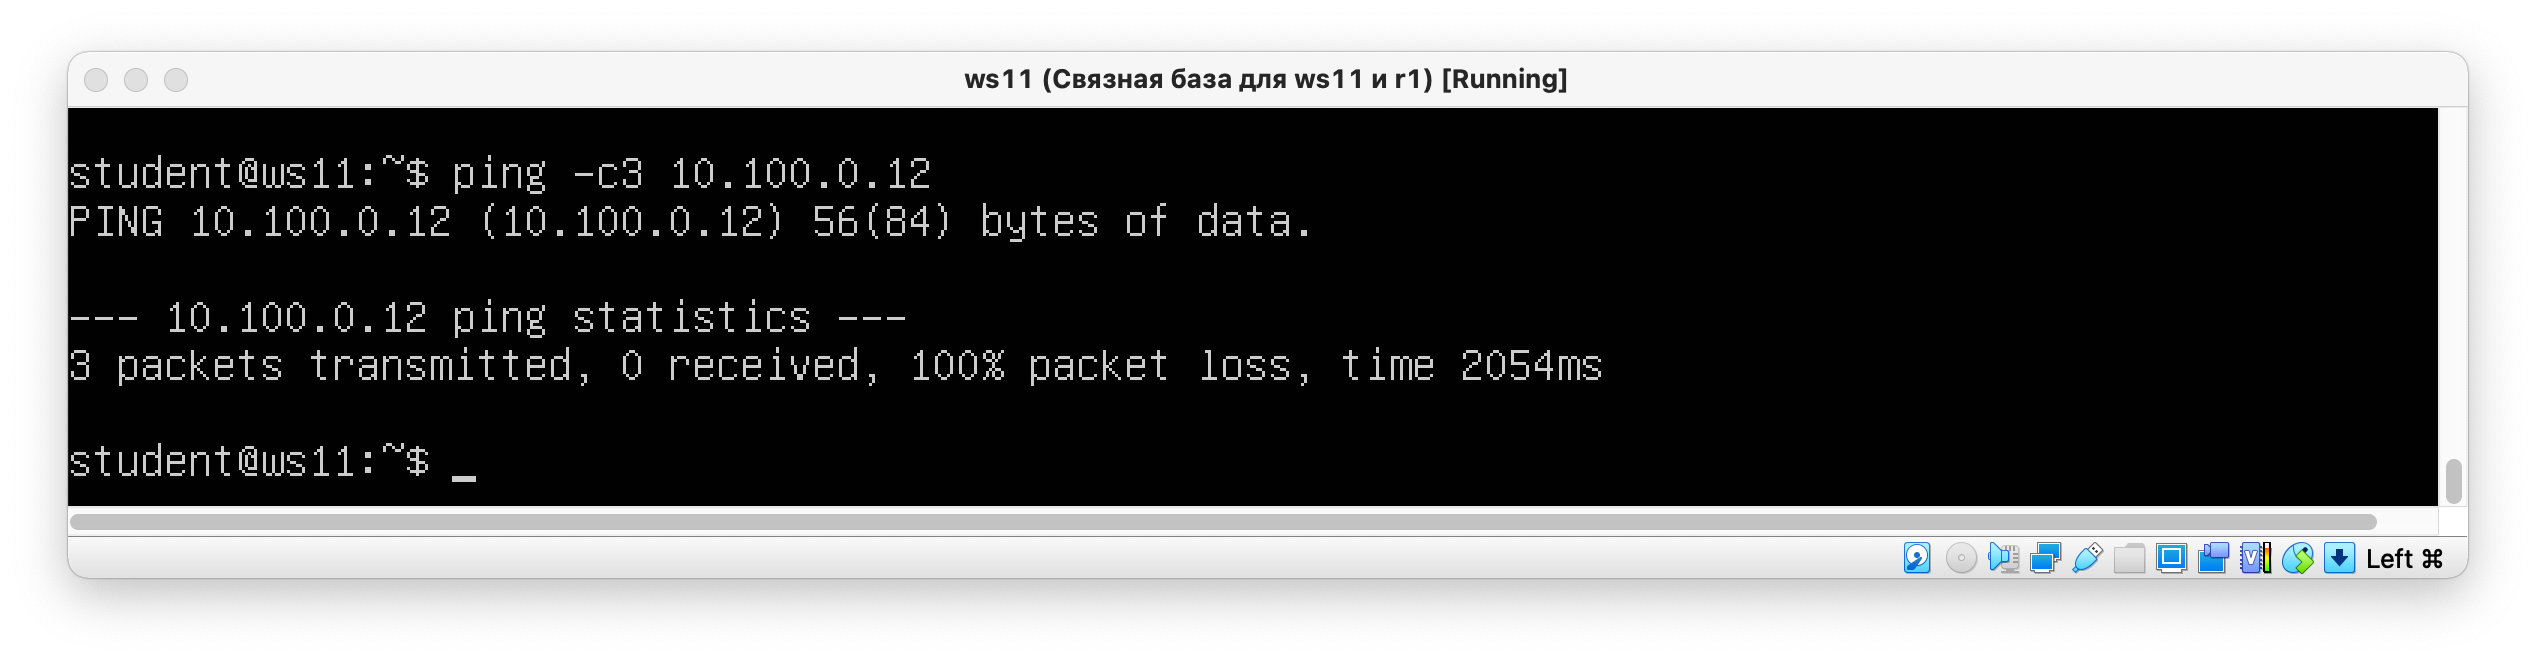 ws11 (Связная база для ws11 и r1) [Running]
student@ws11:~$ ping -c3 10.100.0.12
PING 10.100.0.12 (10.100.0.12) 56(84) bytes of data.
--- 10.100.0.12 ping statistics ---
3 packets transmitted, 0 received, 100% packet loss, time 2054ms
student@ws11:~$ _
Left ⌘